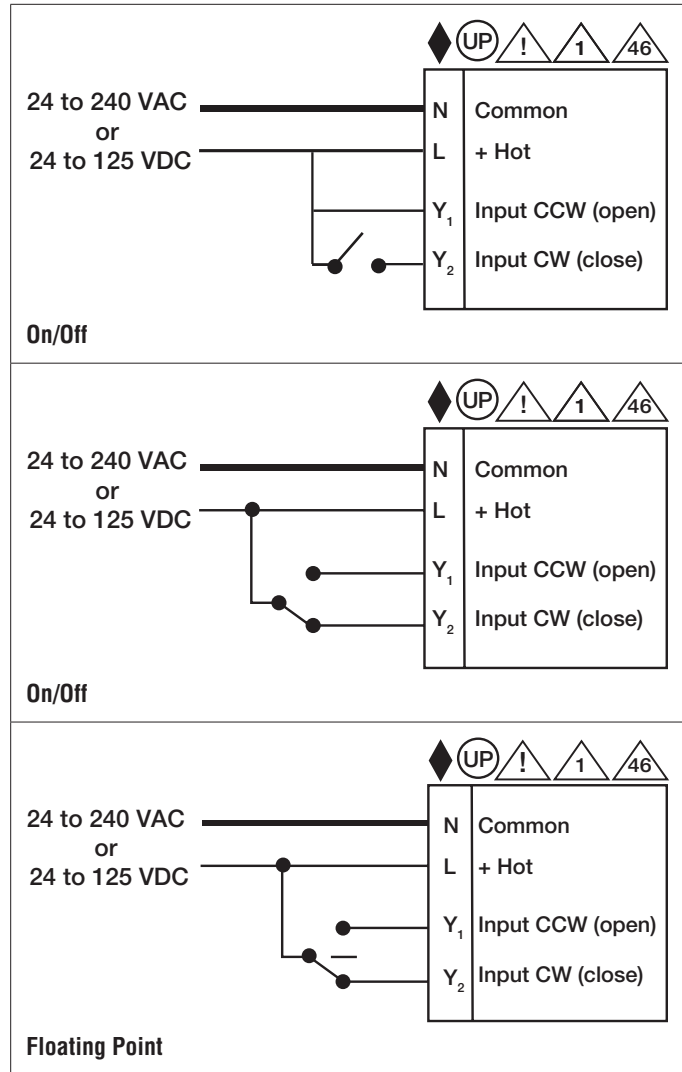 UP ! 1 46
24 to 240 VAC
or
24 to 125 VDC
N Common
L + Hot
Y₁ Input CCW (open)
Y₂ Input CW (close)
On/Off
UP ! 1 46
24 to 240 VAC
or
24 to 125 VDC
N Common
L + Hot
Y₁ Input CCW (open)
Y₂ Input CW (close)
On/Off
UP ! 1 46
24 to 240 VAC
or
24 to 125 VDC
N Common
L + Hot
Y₁ Input CCW (open)
Y₂ Input CW (close)
Floating Point